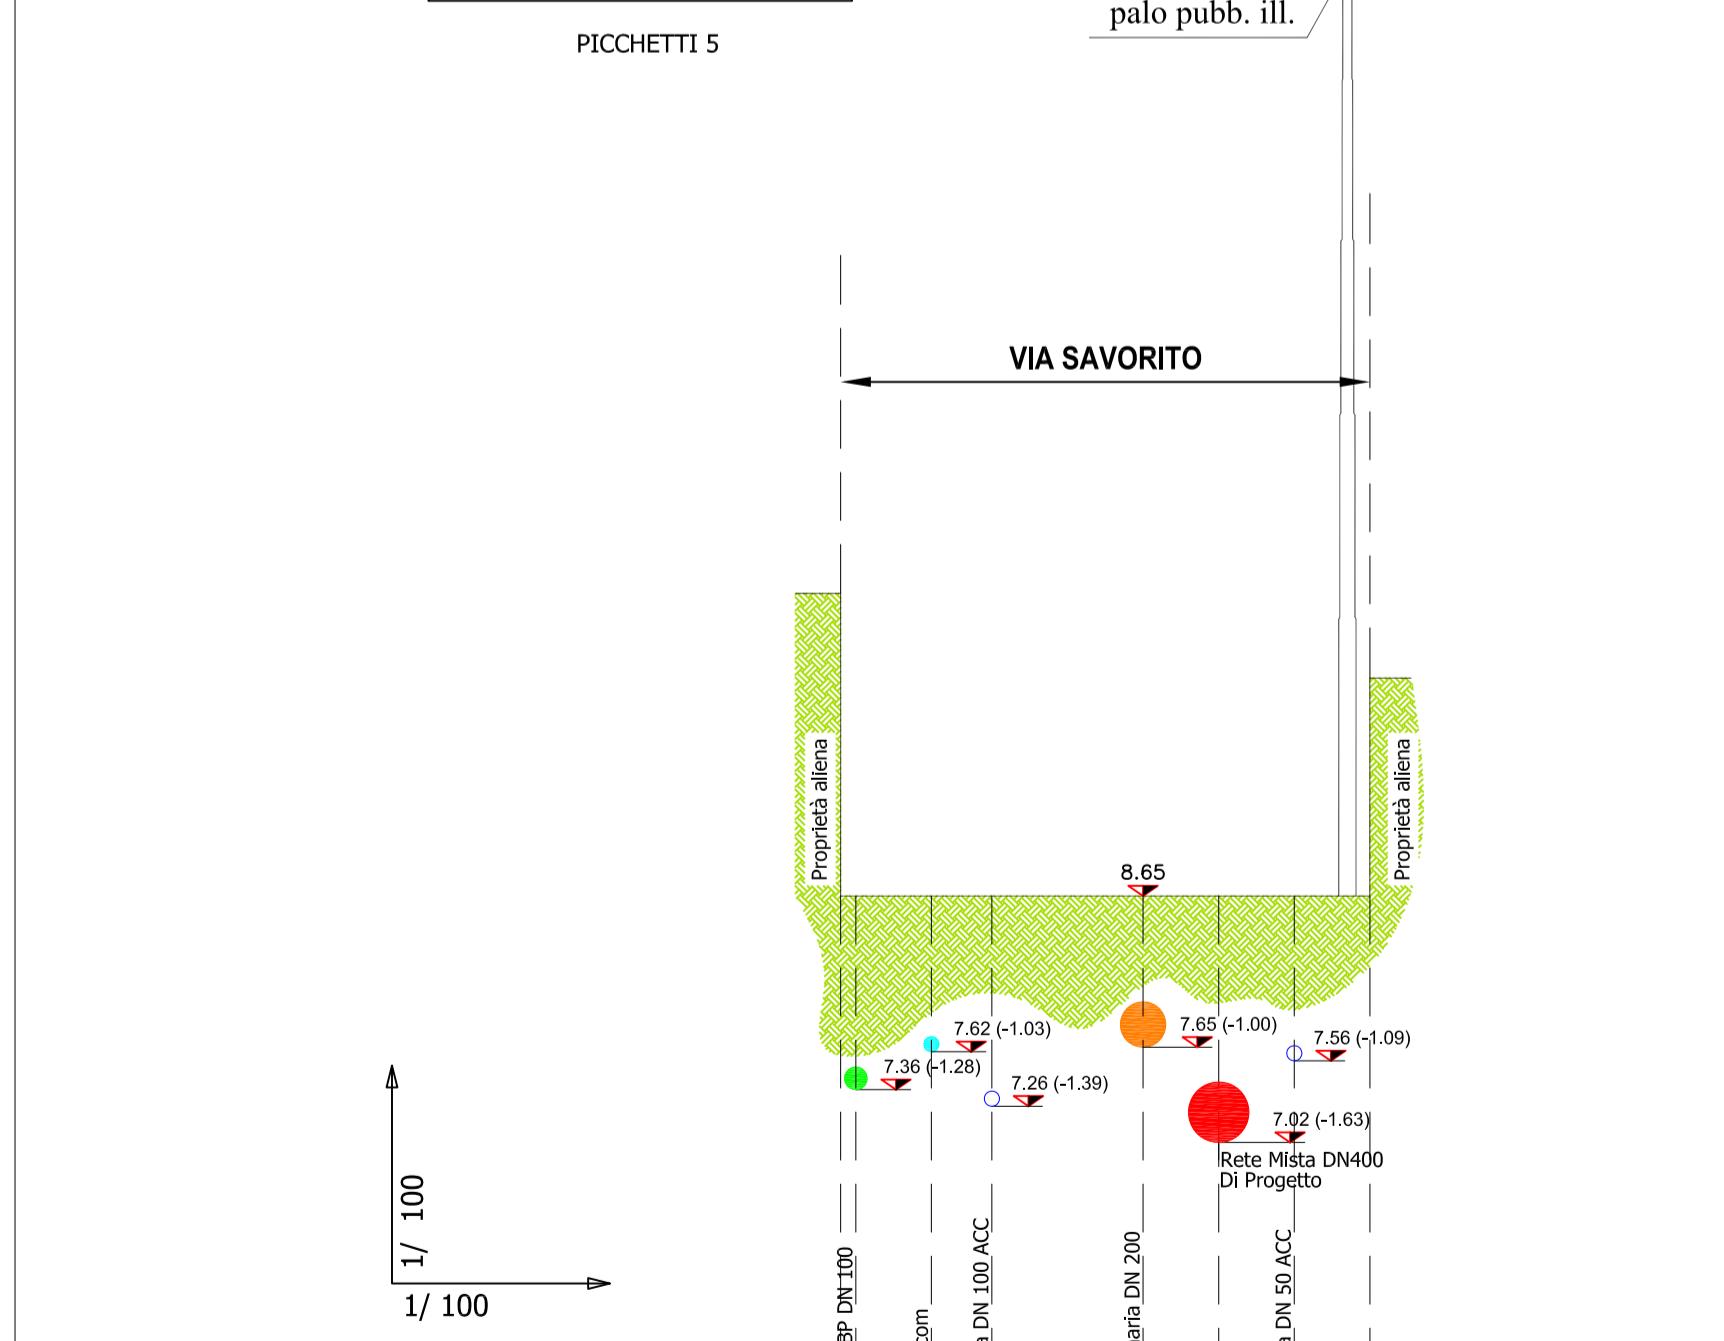 palo pubb. ill.
PICCHETTI 5
VIA SAVORITO
Proprietà aliena
Proprietà aliena
8.65
7.62 (-1.03)
7.65 (-1.00)
7.56 (-1.09)
7.36 (-1.28)
7.26 (-1.39)
7.02 (-1.63)
Rete Mista DN400
Di Progetto
1/ 100
1/ 100
BP DN 100
DN 100 ACC
DN 200
DN 50 ACC